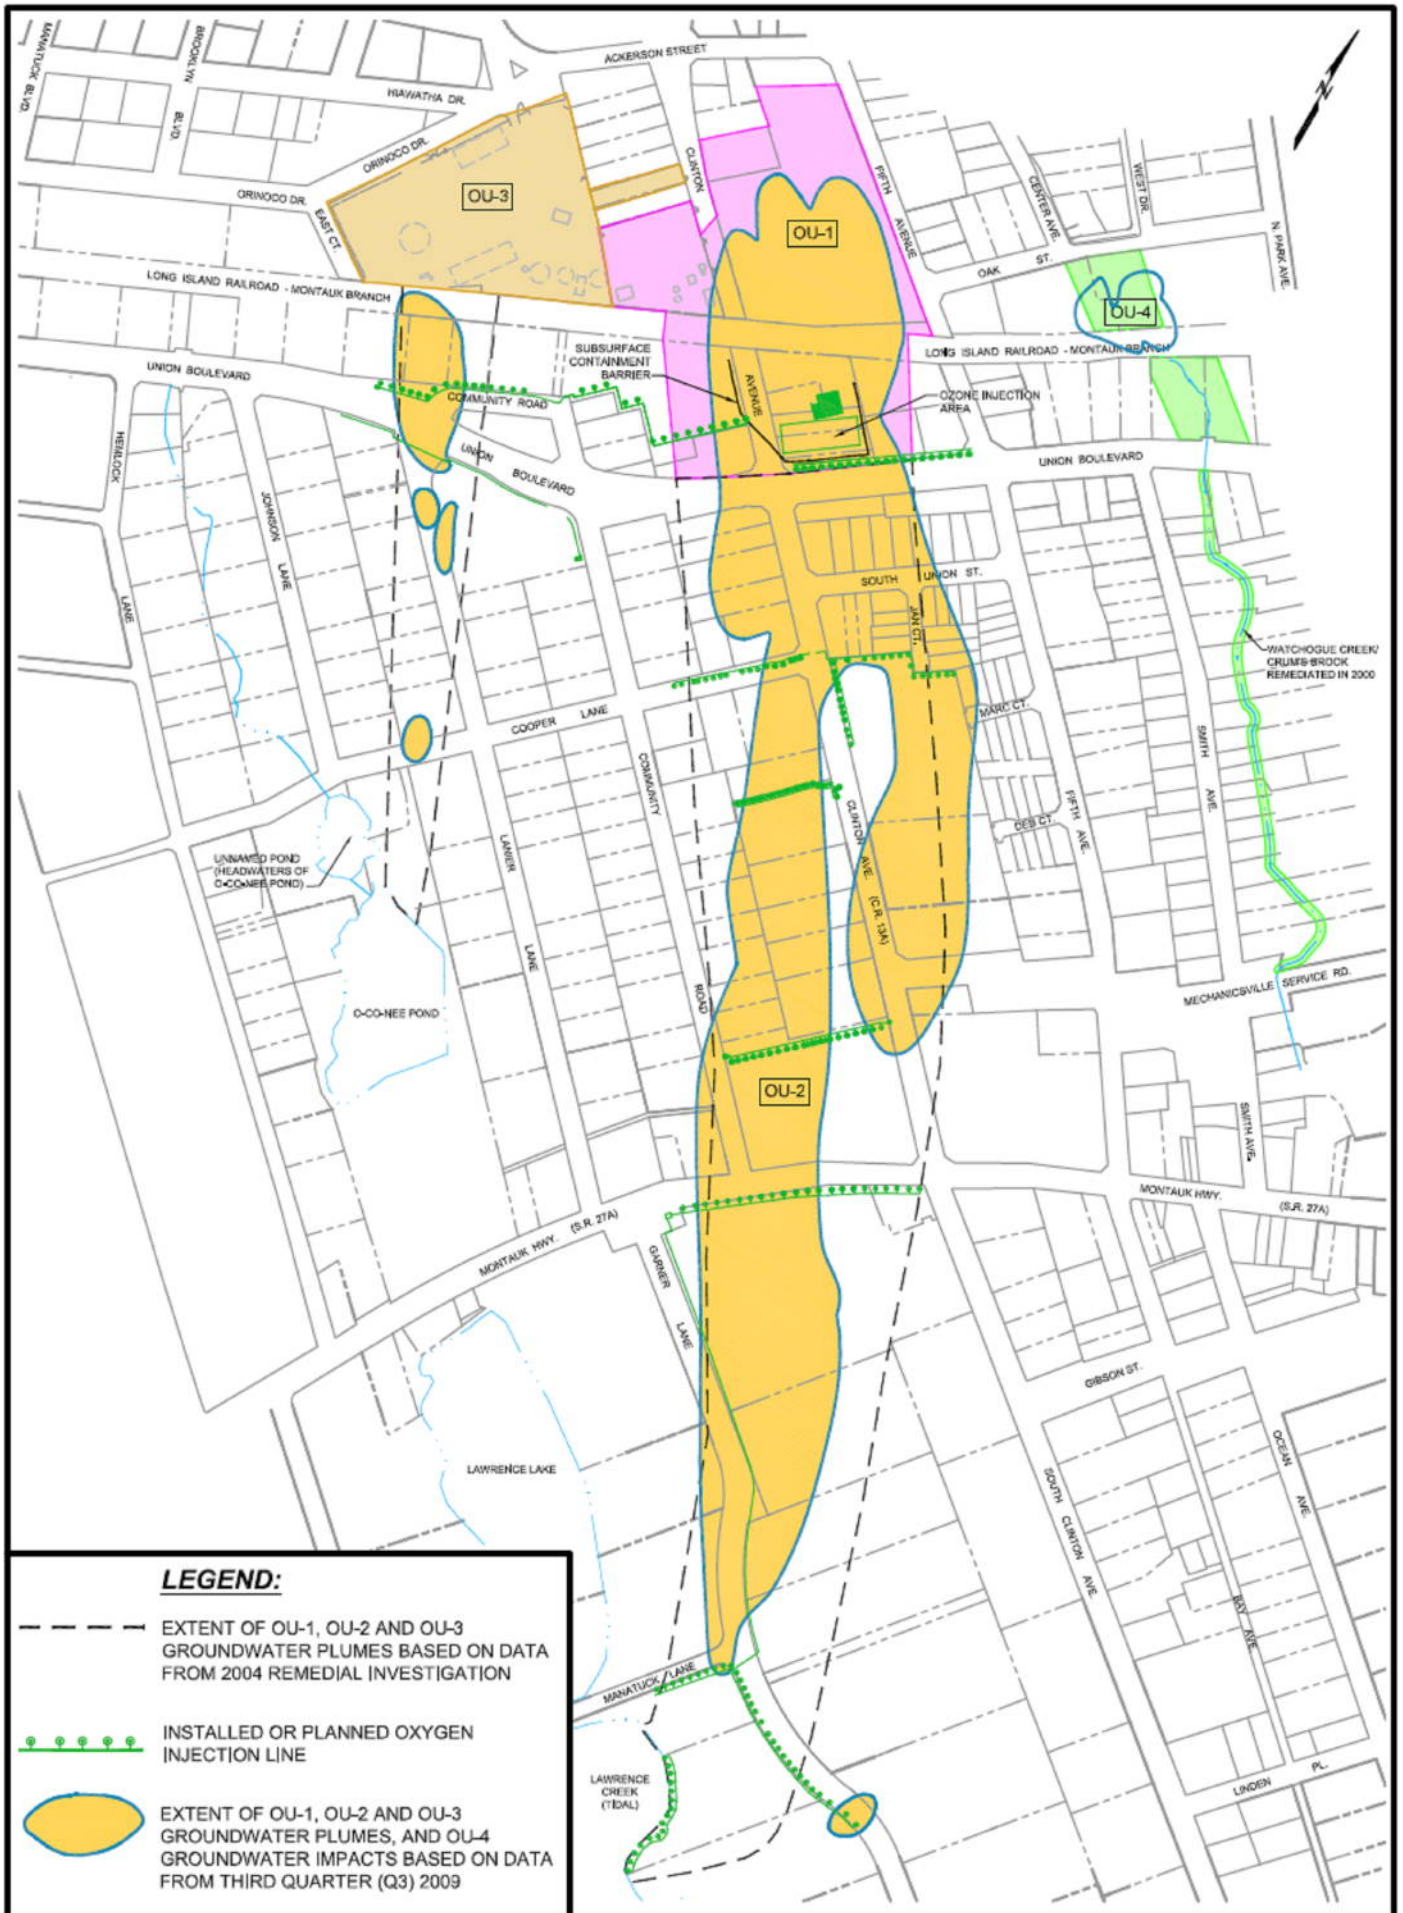 MANATUCK BLVD.
BROOKLYN
BLVD.
HIAWATHA DR.
ACKERSON STREET
ORINOCO DR.
ORINOCO DR.
EAST CT.
OU-3
CLINTON
OU-1
FIFTH
AVENUE
CENTER AVE.
WEST DR.
N. PARK AVE.
N
OAK ST.
OU-4
LONG ISLAND RAILROAD - MONTAUK BRANCH
LONG ISLAND RAILROAD - MONTAUK BRANCH
SUBSURFACE
CONTAINMENT
BARRIER
AVENUE
OZONE INJECTION
AREA
UNION BOULEVARD
COMMUNITY ROAD
UNION
BOULEVARD
UNION BOULEVARD
HEMLOCK
LANE
JOHNSON
LANE
SOUTH UNION ST.
JAN CT.
WATCHOGUE CREEK/
CRUM'S BROOK
REMEDIATED IN 2000
COOPER LANE
MARC CT.
COMMUNITY
ROAD
SMITH
AVE.
FIFTH AVE.
DEB CT.
CLINTON AVE. (C.R. 13A)
LANIER
LANE
UNNAMED POND
(HEADWATERS OF
O-CO-NEE POND)
O-CO-NEE POND
MECHANICSVILLE SERVICE RD.
OU-2
SMITH AVE.
MONTAUK HWY.
(S.R. 27A)
MONTAUK HWY. (S.R. 27A)
GARNER
LANE
GIBSON ST.
LAWRENCE LAKE
SOUTH CLINTON AVE.
OCEAN
AVE.
BAY
AVE.
MANATUCK LANE
LINDEN PL.
LAWRENCE
CREEK
(TIDAL)
LEGEND:
EXTENT OF OU-1, OU-2 AND OU-3
GROUNDWATER PLUMES BASED ON DATA
FROM 2004 REMEDIAL INVESTIGATION
INSTALLED OR PLANNED OXYGEN
INJECTION LINE
EXTENT OF OU-1, OU-2 AND OU-3
GROUNDWATER PLUMES, AND OU-4
GROUNDWATER IMPACTS BASED ON DATA
FROM THIRD QUARTER (Q3) 2009